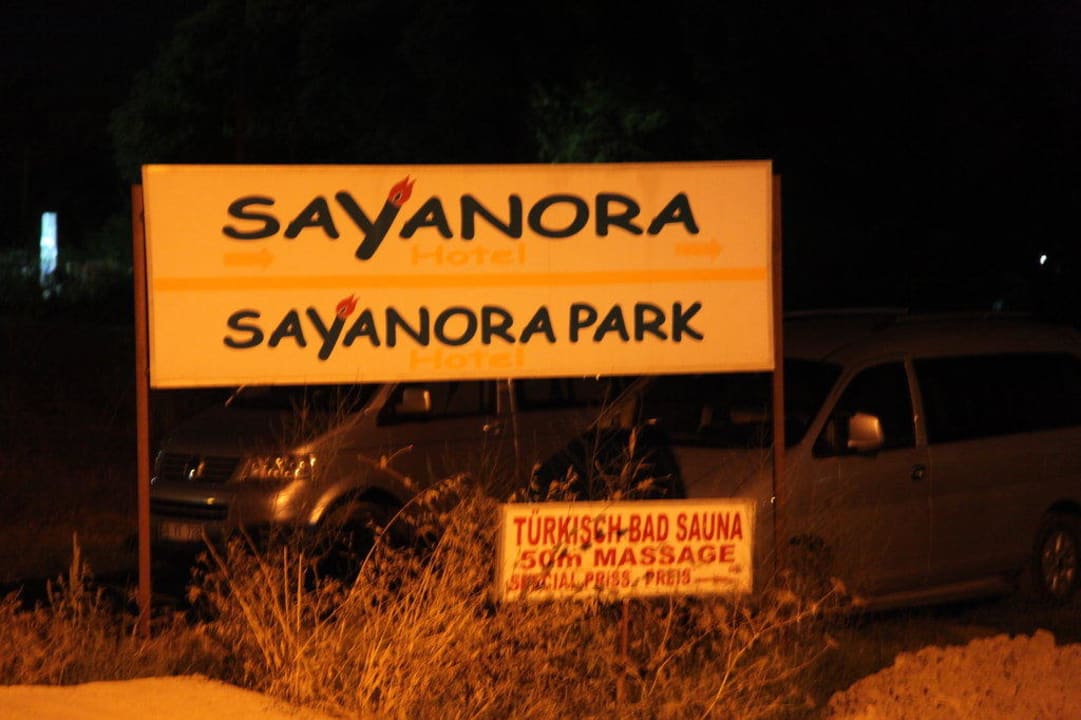 SAYANORA
Hotel
SAYANORA PARK
Hotel
TÜRKISCH BAD SAUNA
50m MASSAGE
SPECIAL PRISS. PREIS